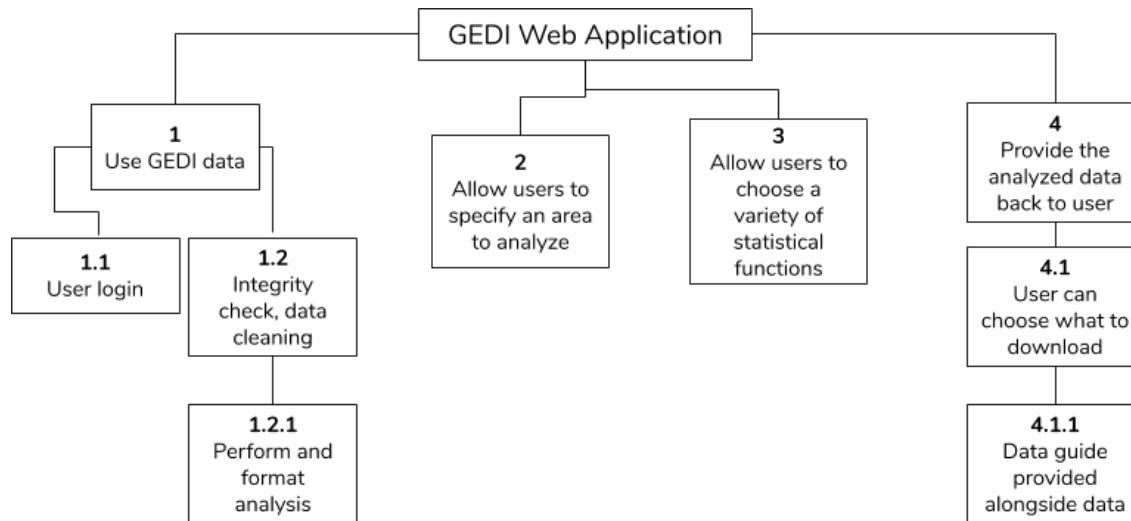 GEDI Web Application
1
Use GEDI data
2
Allow users to
specify an area
to analyze
3
Allow users to
choose a
variety of
statistical
functions
4
Provide the
analyzed data
back to user
1.1
User login
1.2
Integrity
check, data
cleaning
4.1
User can
choose what to
download
1.2.1
Perform and
format
analysis
4.1.1
Data guide
provided
alongside data